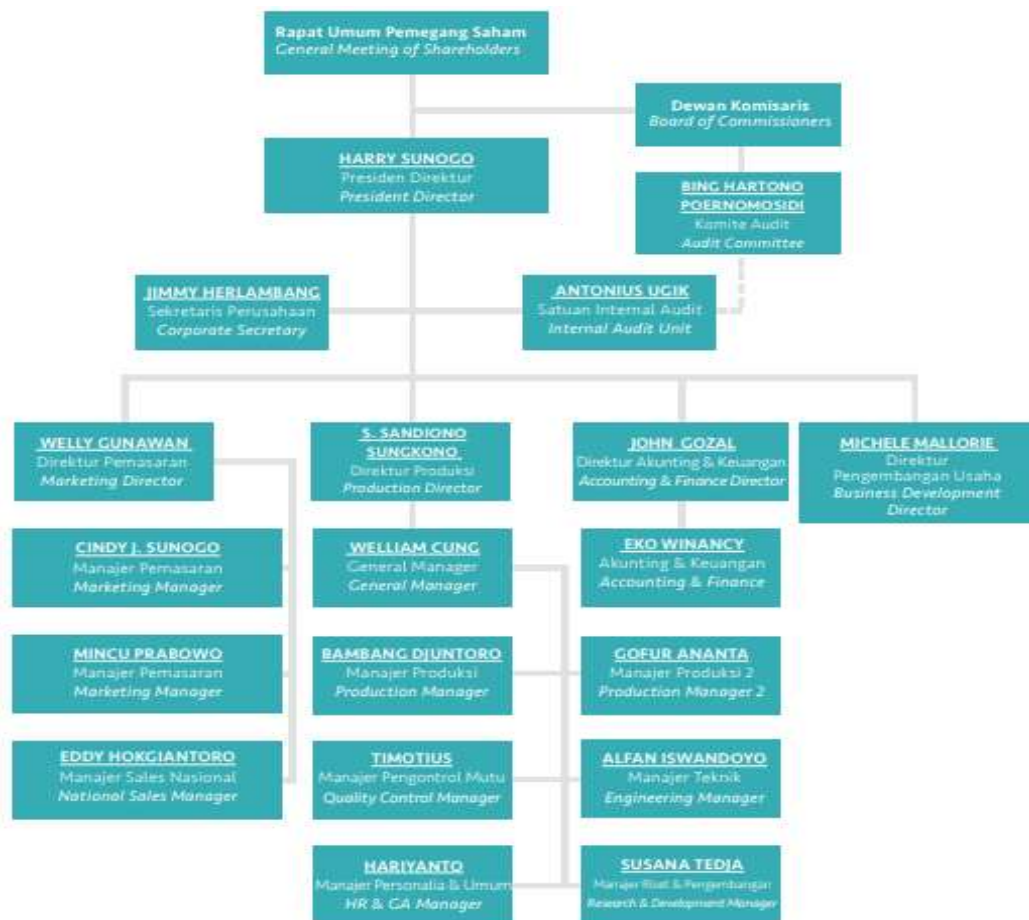 Rapat Umum Pemegang Saham
General Meeting of Shareholders
Dewan Komisaris
Board of Commissioners
HARRY SUNOGO
Presiden Direktur
President Director
BING HARTONO
POERNOMOSIDI
Komite Audit
Audit Committee
JIMMY HERLAMBANG
Sekretaris Perusahaan
Corporate Secretary
ANTONIUS UGIK
Satuan Internal Audit
Internal Audit Unit
WELLY GUNAWAN
Direktur Pemasaran
Marketing Director
S. SANDIONO
SUNGKONO
Direktur Produksi
Production Director
JOHN GOZAL
Direktur Akunting & Keuangan
Accounting & Finance Director
MICHELE MALLORIE
Direktur
Pengembangan Usaha
Business Development
Director
CINDY J. SUNOGO
Manajer Pemasaran
Marketing Manager
WELLIAM CUNG
General Manager
General Manager
EKO WINANCY
Akunting & Keuangan
Accounting & Finance
MINCU PRABOWO
Manajer Pemasaran
Marketing Manager
BAMBANG DJUNTORO
Manajer Produksi
Production Manager
GOFUR ANANTA
Manajer Produksi 2
Production Manager 2
EDDY HOKGIANTORO
Manajer Sales Nasional
National Sales Manager
TIMOTIUS
Manajer Pengontrol Mutu
Quality Control Manager
ALFAN ISWANDOYO
Manajer Teknik
Engineering Manager
HARIYANTO
Manajer Personalia & Umum
HR & GA Manager
SUSANA TEDJA
Manajer Riset & Pengembangan
Research & Development Manager